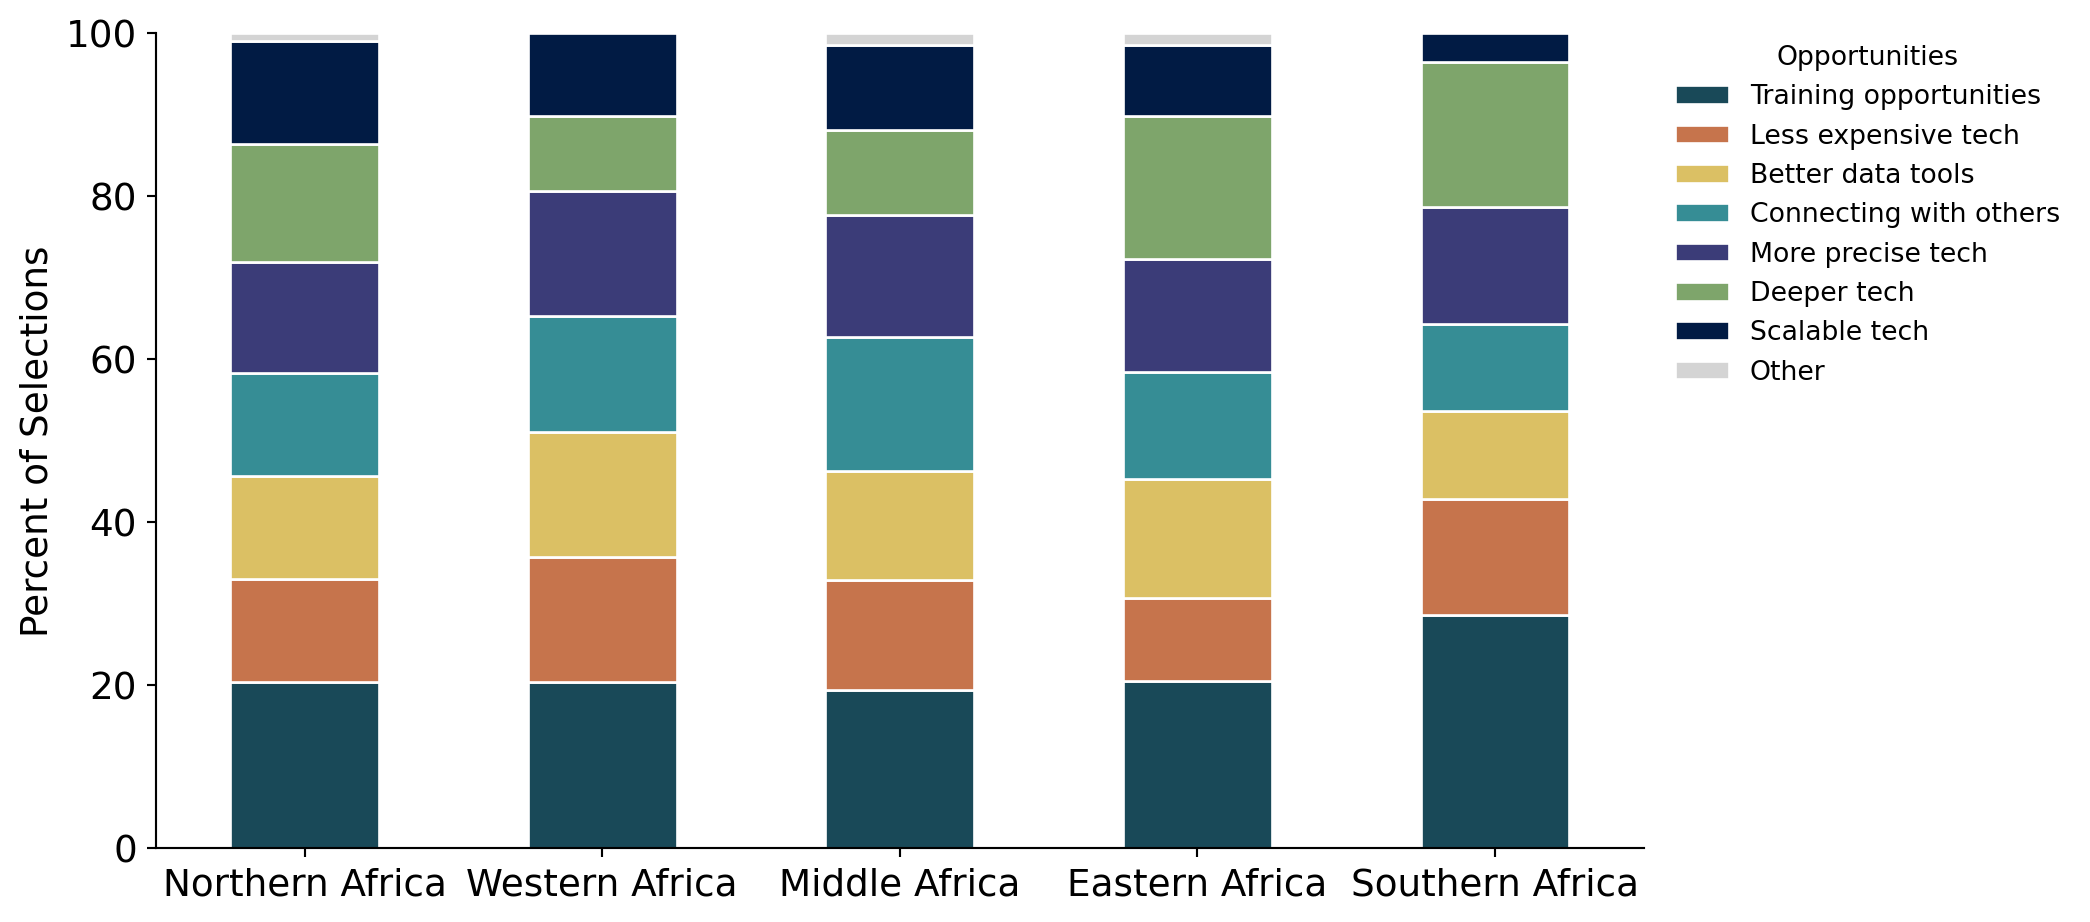 Percent of Selections
100
80
60
40
20
0
Northern Africa
Western Africa
Middle Africa
Eastern Africa
Southern Africa
Opportunities
Training opportunities
Less expensive tech
Better data tools
Connecting with others
More precise tech
Deeper tech
Scalable tech
Other